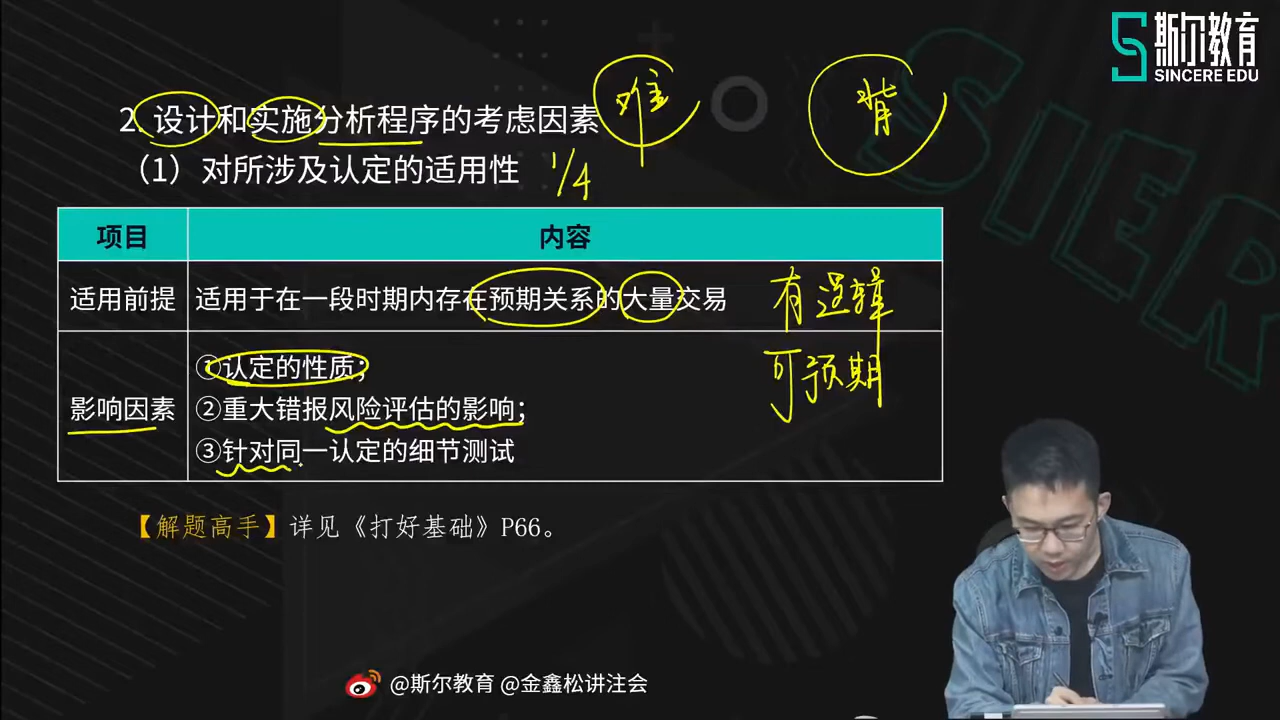 斯尔教育
SINCERE EDU
2. 设计和实施分析程序的考虑因素
难
背
（1）对所涉及认定的适用性
1/4
项目
内容
适用前提
适用于在一段时期内存在预期关系的大量交易
有逻辑
可预期
影响因素
①认定的性质；
②重大错报风险评估的影响；
③针对同一认定的细节测试
【解题高手】详见《打好基础》P66。
@斯尔教育 @金鑫松讲注会
SIER